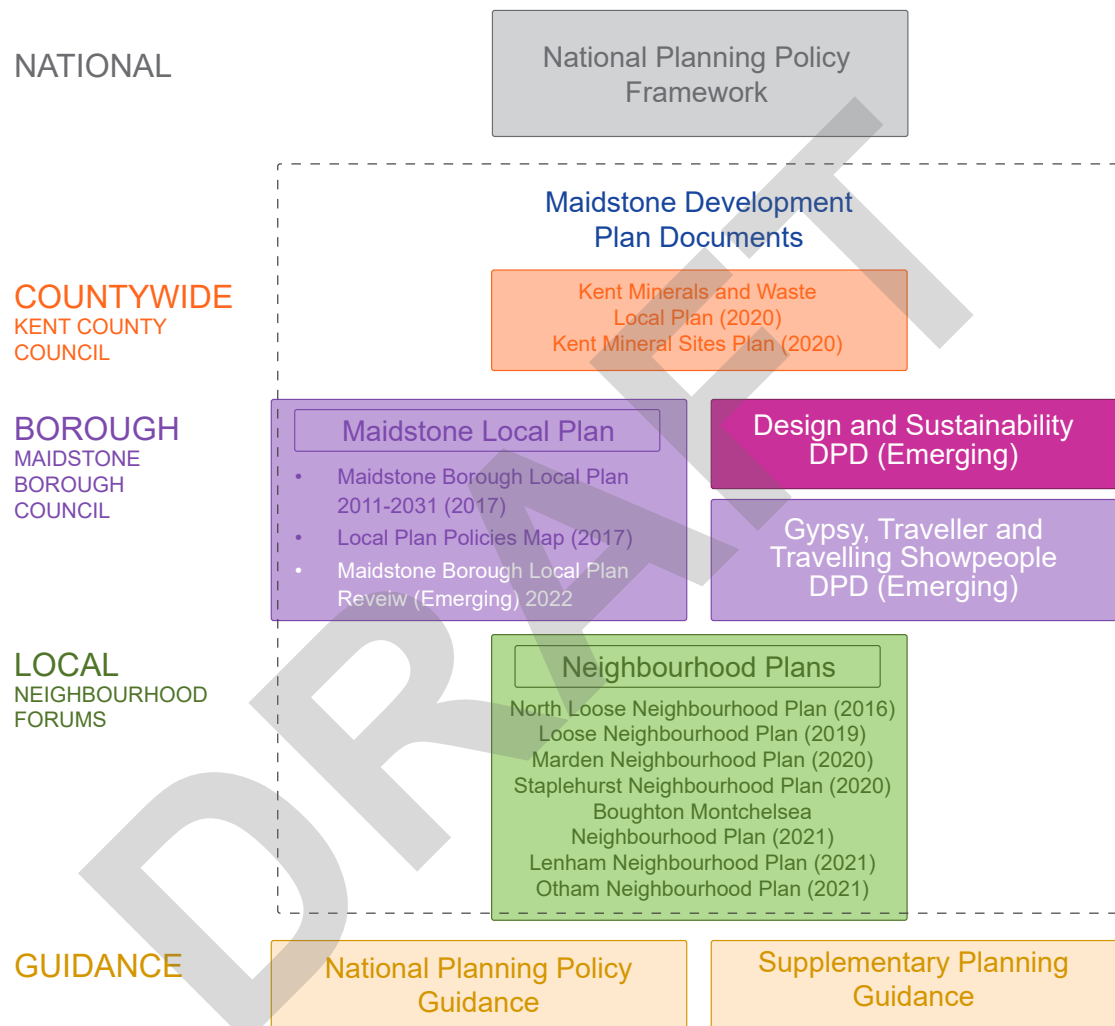 NATIONAL
National Planning Policy
Framework
Maidstone Development
Plan Documents
COUNTYWIDE
KENT COUNTY
COUNCIL
Kent Minerals and Waste
Local Plan (2020)
Kent Mineral Sites Plan (2020)
BOROUGH
MAIDSTONE
BOROUGH
COUNCIL
Maidstone Local Plan
• Maidstone Borough Local Plan
2011-2031 (2017)
• Local Plan Policies Map (2017)
• Maidstone Borough Local Plan
Reveiw (Emerging) 2022
Design and Sustainability
DPD (Emerging)
Gypsy, Traveller and
Travelling Showpeople
DPD (Emerging)
LOCAL
NEIGHBOURHOOD
FORUMS
Neighbourhood Plans
North Loose Neighbourhood Plan (2016)
Loose Neighbourhood Plan (2019)
Marden Neighbourhood Plan (2020)
Staplehurst Neighbourhood Plan (2020)
Boughton Montchelsea
Neighbourhood Plan (2021)
Lenham Neighbourhood Plan (2021)
Otham Neighbourhood Plan (2021)
GUIDANCE
National Planning Policy
Guidance
Supplementary Planning
Guidance
DRAFT